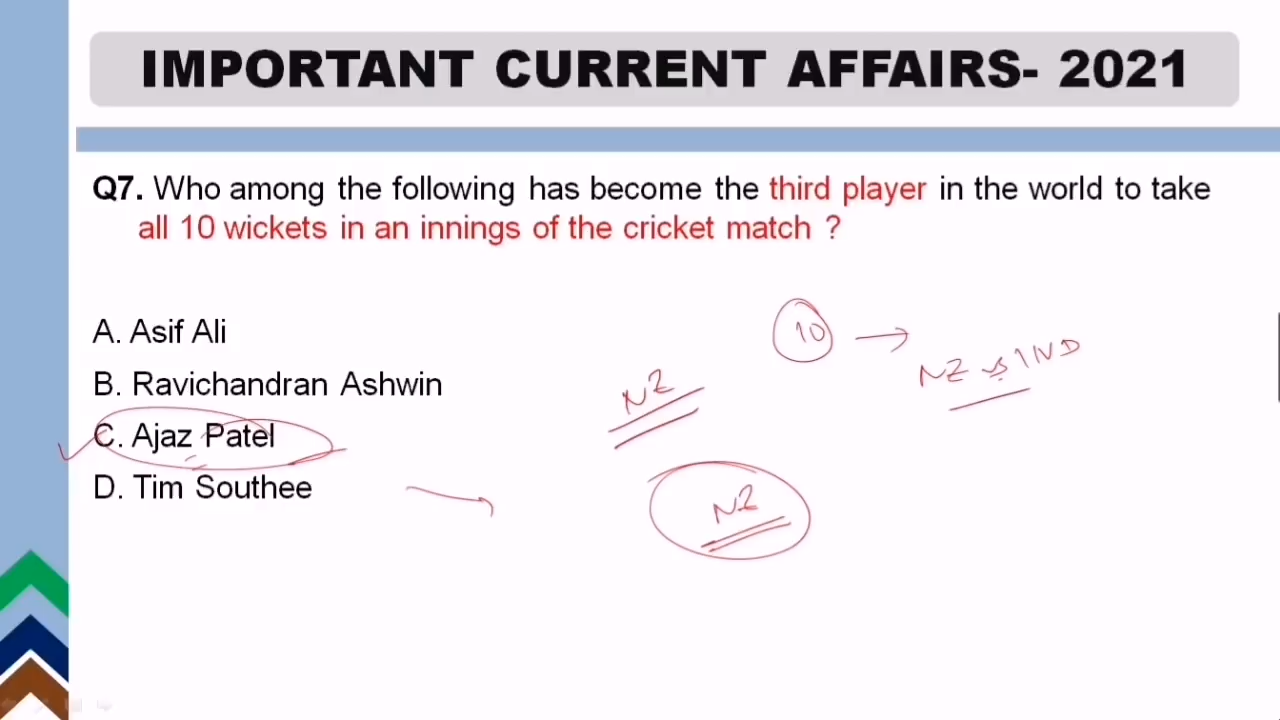 IMPORTANT CURRENT AFFAIRS- 2021
Q7. Who among the following has become the third player in the world to take
all 10 wickets in an innings of the cricket match ?
A. Asif Ali
B. Ravichandran Ashwin
C. Ajaz Patel
D. Tim Southee
10
NZ vs IND
NZ
NZ